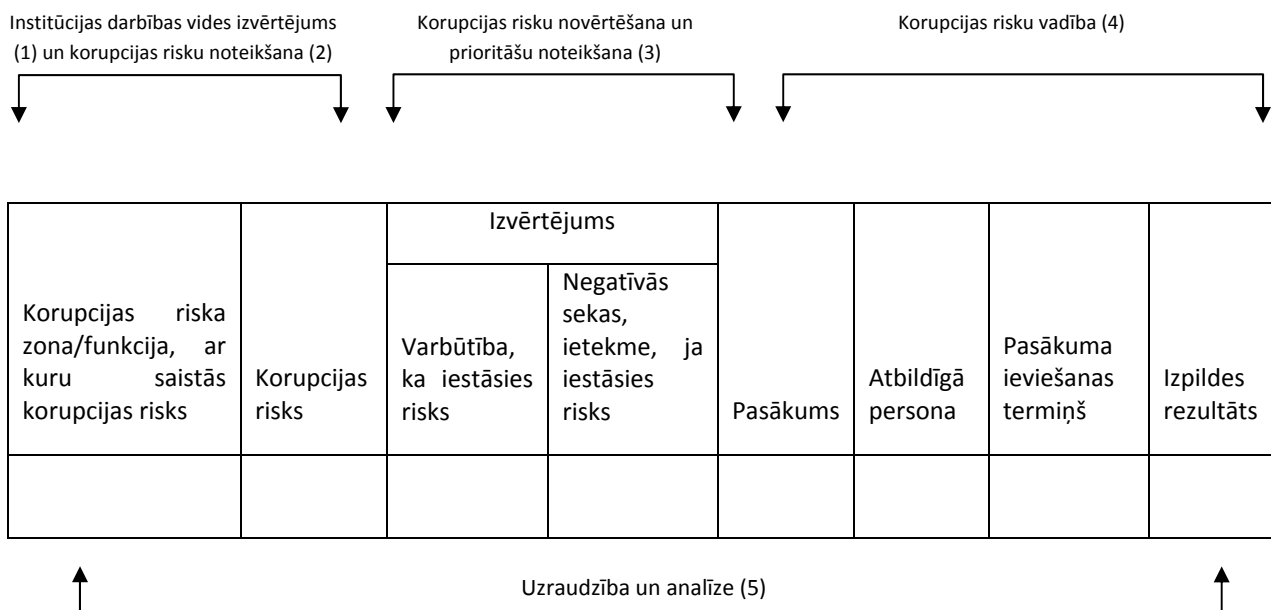 Institūcijas darbības vides izvērtējums
(1) un korupcijas risku noteikšana (2)
Korupcijas risku novērtēšana un
prioritāšu noteikšana (3)
Korupcijas risku vadība (4)
Izvērtējums
Korupcijas riska
zona/funkcija, ar
kuru saistās
korupcijas risks
Korupcijas
risks
Varbūtība,
ka iestāsies
risks
Negatīvās
sekas,
ietekme, ja
iestāsies
risks
Pasākums
Atbildīgā
persona
Pasākuma
ieviešanas
termiņš
Izpildes
rezultāts
Uzraudzība un analīze (5)